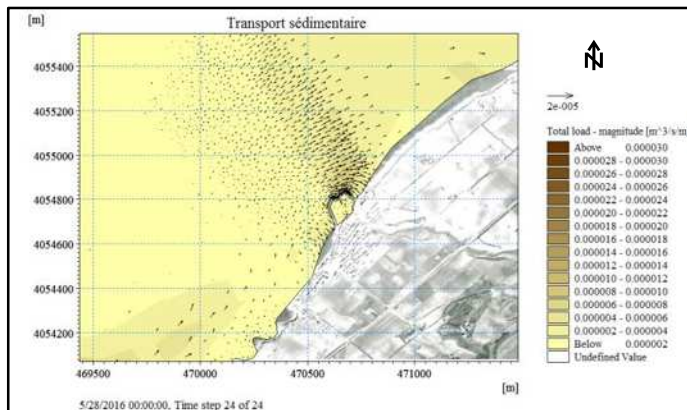 [m]
Transport sédimentaire
4055400
4055200
4055000
4054800
4054600
4054400
4054200
469500
470000
470500
471000
[m]
5/28/2016 00:00:00, Time step 24 of 24
N
2e-005
Total load - magnitude [m^3/s/m
Above 0.000030
0.000028 - 0.000030
0.000026 - 0.000028
0.000024 - 0.000026
0.000022 - 0.000024
0.000020 - 0.000022
0.000018 - 0.000020
0.000016 - 0.000018
0.000014 - 0.000016
0.000012 - 0.000014
0.000010 - 0.000012
0.000008 - 0.000010
0.000006 - 0.000008
0.000004 - 0.000006
0.000002 - 0.000004
Below 0.000002
Undefined Value